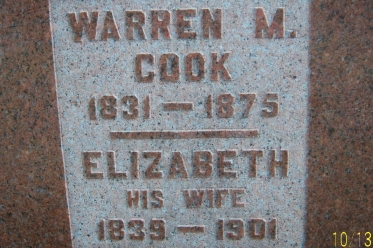 WARREN M.
COOK
1831 — 1875
ELIZABETH
HIS WIFE
1839 — 1901
10/13